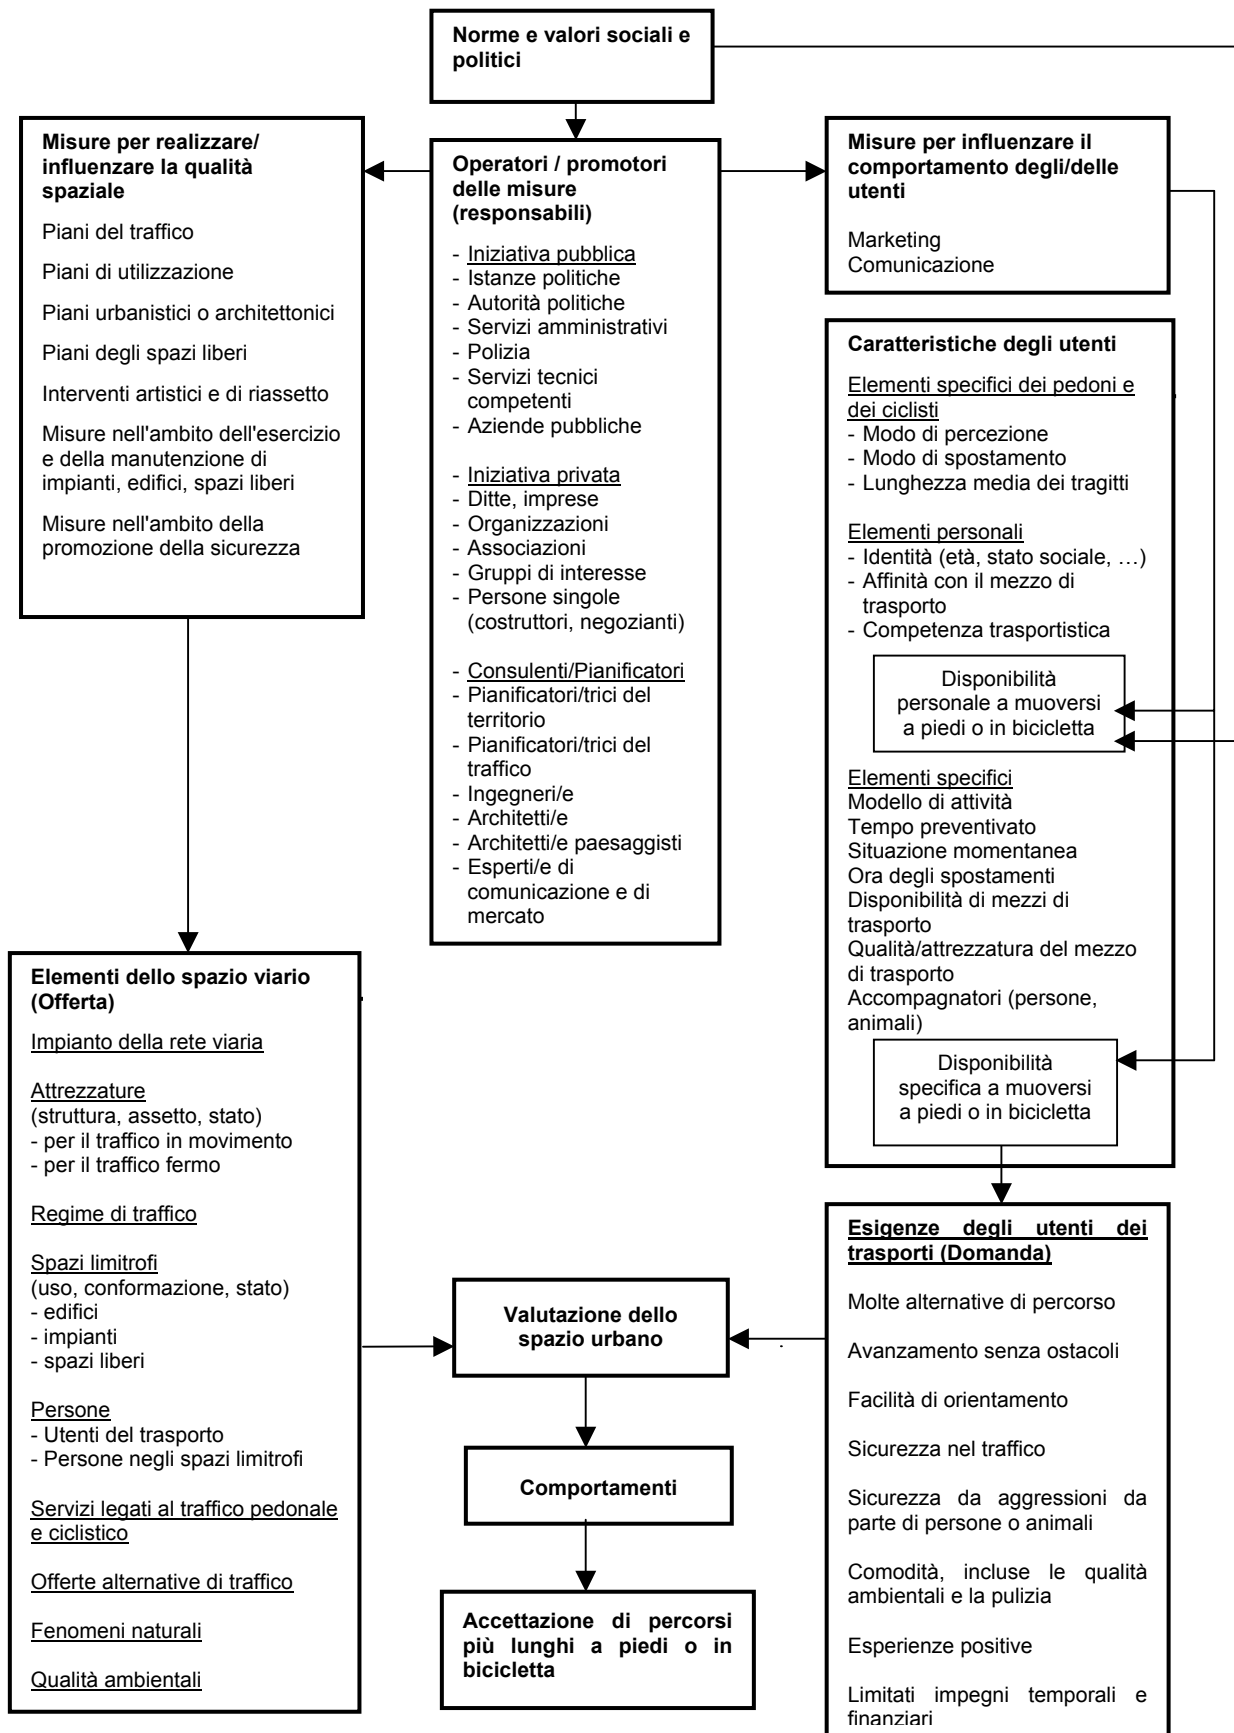 Norme e valori sociali e
politici
Misure per realizzare/
influenzare la qualità
spaziale
Piani del traffico
Piani di utilizzazione
Piani urbanistici o architettonici
Piani degli spazi liberi
Interventi artistici e di riassetto
Misure nell'ambito dell'esercizio
e della manutenzione di
impianti, edifici, spazi liberi
Misure nell'ambito della
promozione della sicurezza
Operatori / promotori
delle misure
(responsabili)
- Iniziativa pubblica
- Istanze politiche
- Autorità politiche
- Servizi amministrativi
- Polizia
- Servizi tecnici
competenti
- Aziende pubbliche
- Iniziativa privata
- Ditte, imprese
- Organizzazioni
- Associazioni
- Gruppi di interesse
- Persone singole
(costruttori, negozianti)
- Consulenti/Pianificatori
- Pianificatori/trici del
territorio
- Pianificatori/trici del
traffico
- Ingegneri/e
- Architetti/e
- Architetti/e paesaggisti
- Esperti/e di
comunicazione e di
mercato
Misure per influenzare il
comportamento degli/delle
utenti
Marketing
Comunicazione
Caratteristiche degli utenti
Elementi specifici dei pedoni e
dei ciclisti
- Modo di percezione
- Modo di spostamento
- Lunghezza media dei tragitti
Elementi personali
- Identità (età, stato sociale, …)
- Affinità con il mezzo di
trasporto
- Competenza trasportistica
Disponibilità
personale a muoversi
a piedi o in bicicletta
Elementi specifici
Modello di attività
Tempo preventivato
Situazione momentanea
Ora degli spostamenti
Disponibilità di mezzi di
trasporto
Qualità/attrezzatura del mezzo
di trasporto
Accompagnatori (persone,
animali)
Disponibilità
specifica a muoversi
a piedi o in bicicletta
Elementi dello spazio viario
(Offerta)
Impianto della rete viaria
Attrezzature
(struttura, assetto, stato)
- per il traffico in movimento
- per il traffico fermo
Regime di traffico
Spazi limitrofi
(uso, conformazione, stato)
- edifici
- impianti
- spazi liberi
Persone
- Utenti del trasporto
- Persone negli spazi limitrofi
Servizi legati al traffico pedonale
e ciclistico
Offerte alternative di traffico
Fenomeni naturali
Qualità ambientali
Valutazione dello
spazio urbano
Comportamenti
Accettazione di percorsi
più lunghi a piedi o in
bicicletta
Esigenze degli utenti dei
trasporti (Domanda)
Molte alternative di percorso
Avanzamento senza ostacoli
Facilità di orientamento
Sicurezza nel traffico
Sicurezza da aggressioni da
parte di persone o animali
Comodità, incluse le qualità
ambientali e la pulizia
Esperienze positive
Limitati impegni temporali e
finanziari